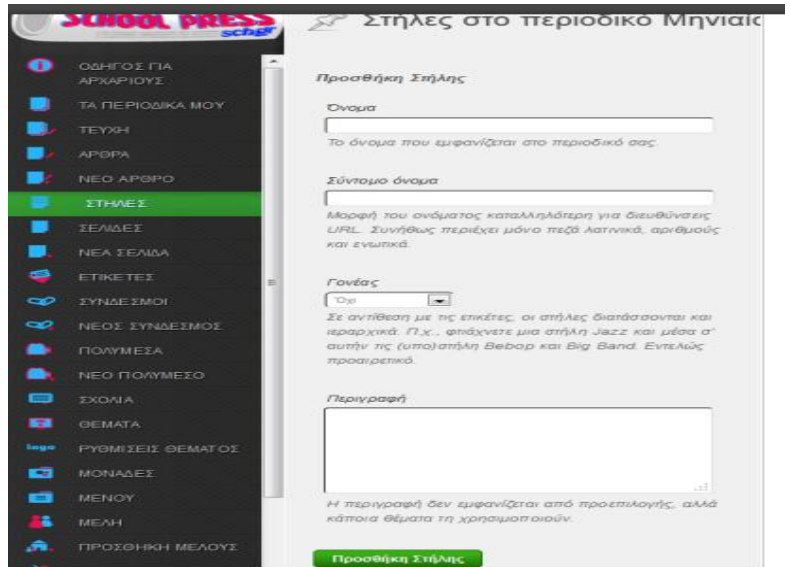 SCHOOL PRESS
schgr
ΟΔΗΓΟΣ ΓΙΑ
ΑΡΧΑΡΙΟΥΣ
ΤΑ ΠΕΡΙΟΔΙΚΑ ΜΟΥ
ΤΕΥΧΗ
ΑΡΘΡΑ
ΝΕΟ ΑΡΘΡΟ
ΣΤΗΛΕΣ
ΣΕΛΙΔΕΣ
ΝΕΑ ΣΕΛΙΔΑ
ΕΤΙΚΕΤΕΣ
ΣΥΝΔΕΣΜΟΙ
ΝΕΟΣ ΣΥΝΔΕΣΜΟΣ
ΠΟΛΥΜΕΣΑ
ΝΕΟ ΠΟΛΥΜΕΣΟ
ΣΧΟΛΙΑ
ΘΕΜΑΤΑ
logo ΡΥΘΜΙΣΕΙΣ ΘΕΜΑΤΟΣ
ΜΟΝΑΔΕΣ
ΜΕΝΟΥ
ΜΕΛΗ
ΠΡΟΣΘΗΚΗ ΜΕΛΟΥΣ
Στήλες στο περιοδικό Μηνιαίο
Προσθήκη Στήλης
Όνομα
Το όνομα που εμφανίζεται στο περιοδικό σας.
Σύντομο όνομα
Μορφή του ονόματος καταλληλότερη για διευθύνσεις
URL. Συνήθως περιέχει μόνο πεζά λατινικά, αριθμούς
και ενωτικά.
Γονέας
Όχι
Σε αντίθεση με τις ετικέτες, οι στήλες διατάσσονται και
ιεραρχικά. Π.χ., φτιάχνετε μια στήλη Jazz και μέσα σ'
αυτήν τις (υπο)στήλη Bebop και Big Band. Εντελώς
προαιρετικό.
Περιγραφή
Η περιγραφή δεν εμφανίζεται από προεπιλογής, αλλά
κάποια θέματα τη χρησιμοποιούν.
Προσθήκη Στήλης